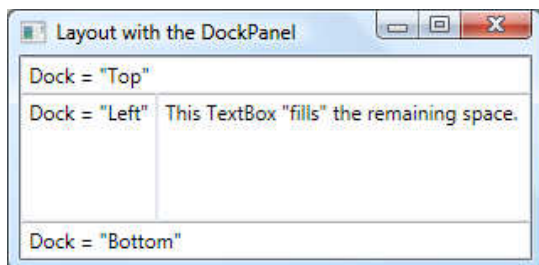 Layout with the DockPanel
Dock = "Top"
Dock = "Left"
This TextBox "fills" the remaining space.
Dock = "Bottom"